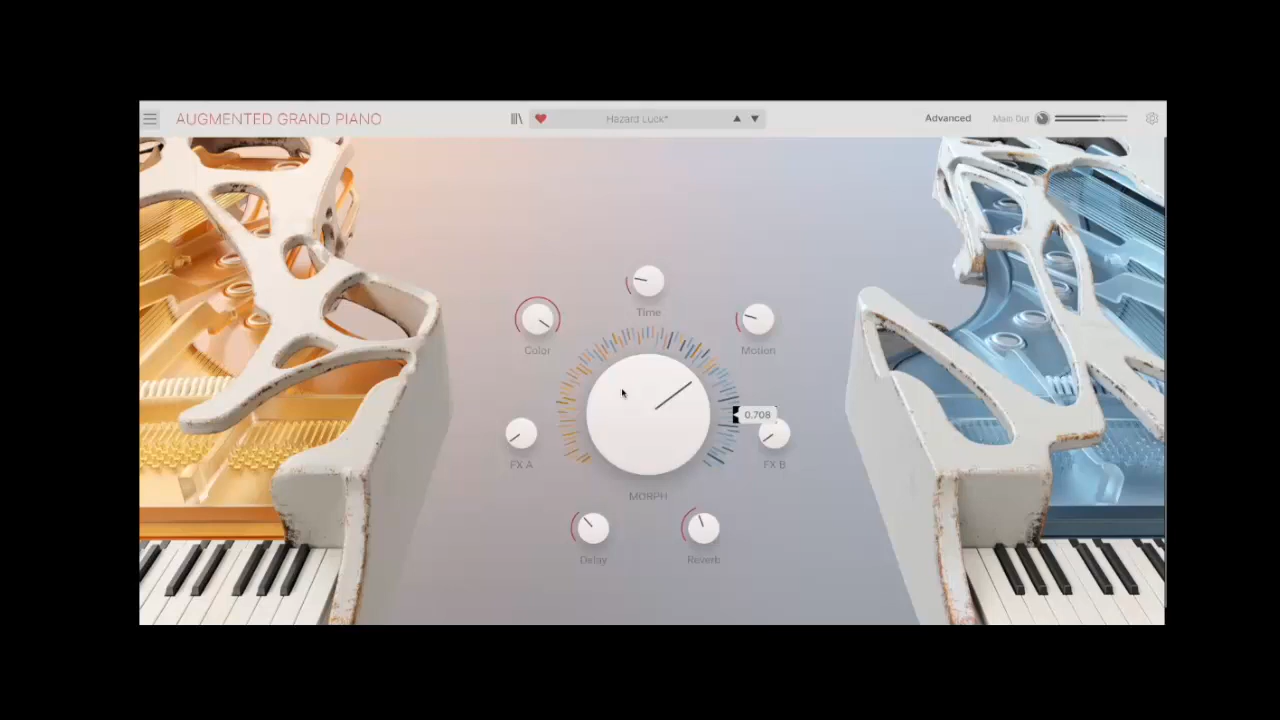 AUGMENTED GRAND PIANO
Hazard Luck*
Advanced
Main Out
Time
Color
Motion
0.708
FX A
FX B
MORPH
Delay
Reverb